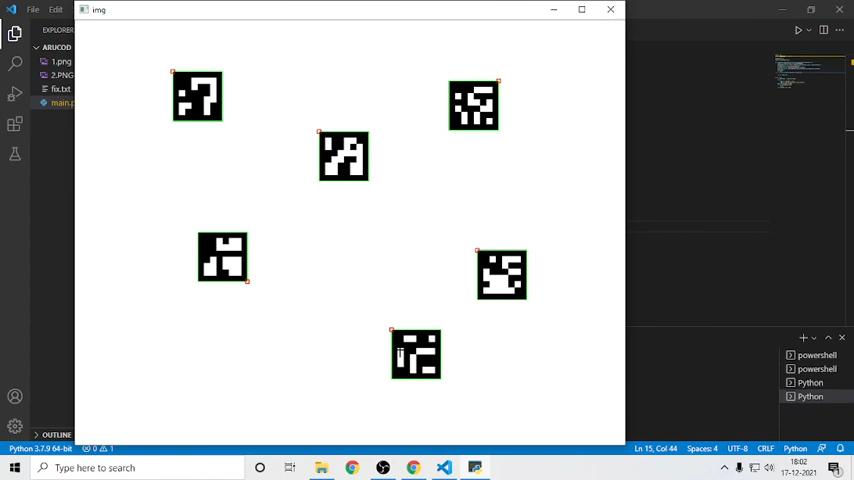 File Edit
img
EXPLORER
ARUCOD
1.png
2.PNG
fix.txt
main.p
powershell
powershell
Python
Python
OUTLINE
Python 3.7.9 64-bit
0
1
Ln 15, Col 44
Spaces: 4
UTF-8
CRLF
Python
Type here to search
18:02
17-12-2021